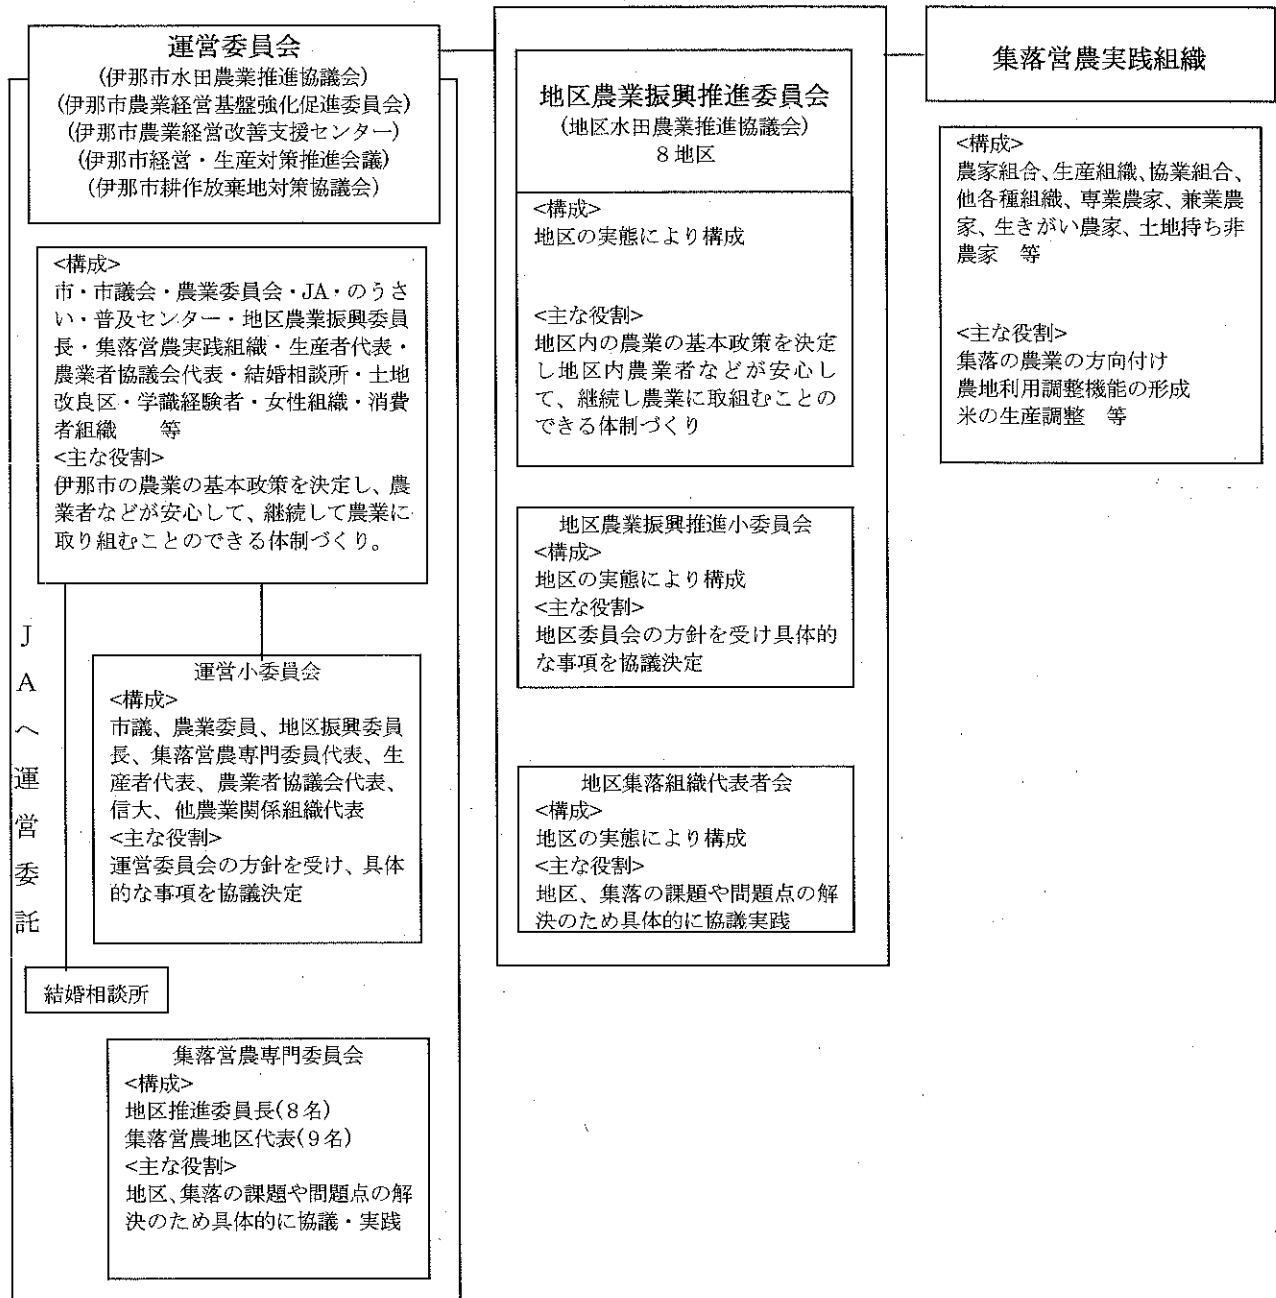 運営委員会
(伊那市水田農業推進協議会)
(伊那市農業経営基盤強化促進委員会)
(伊那市農業経営改善支援センター)
(伊那市経営・生産対策推進会議)
(伊那市耕作放棄地対策協議会)
<構成>
市・市議会・農業委員会・JA・のうさ
い・普及センター・地区農業振興委員
長・集落営農実践組織・生産者代表・
農業者協議会代表・結婚相談所・土地
改良区・学識経験者・女性組織・消費
者組織　等
<主な役割>
伊那市の農業の基本政策を決定し、農
業者などが安心して、継続して農業に
取り組むことのできる体制づくり。
JAへ運営委託
運営小委員会
<構成>
市議、農業委員、地区振興委員
長、集落営農専門委員代表、生
産者代表、農業者協議会代表、
信大、他農業関係組織代表
<主な役割>
運営委員会の方針を受け、具体
的な事項を協議決定
結婚相談所
集落営農専門委員会
<構成>
地区推進委員長(8名)
集落営農地区代表(9名)
<主な役割>
地区、集落の課題や問題点の解
決のため具体的に協議・実践
地区農業振興推進委員会
(地区水田農業推進協議会)
8地区
<構成>
地区の実態により構成
<主な役割>
地区内の農業の基本政策を決定
し地区内農業者などが安心し
て、継続し農業に取組むことの
できる体制づくり
地区農業振興推進小委員会
<構成>
地区の実態により構成
<主な役割>
地区委員会の方針を受け具体的
な事項を協議決定
地区集落組織代表者会
<構成>
地区の実態により構成
<主な役割>
地区、集落の課題や問題点の解
決のため具体的に協議実践
集落営農実践組織
<構成>
農家組合、生産組織、協業組合、
他各種組織、専業農家、兼業農
家、生きがい農家、土地持ち非
農家　等
<主な役割>
集落の農業の方向付け
農地利用調整機能の形成
米の生産調整　等